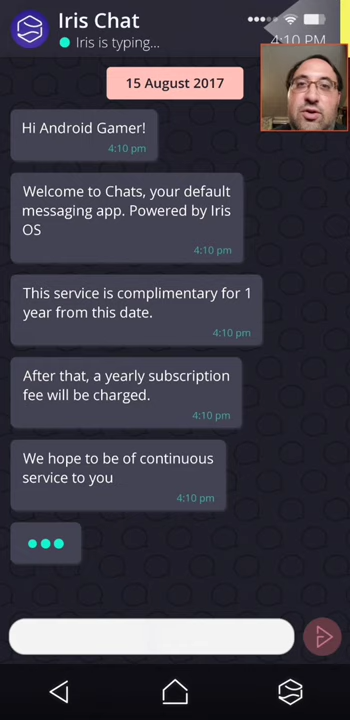 Iris Chat
Iris is typing...
4:10 PM
15 August 2017
Hi Android Gamer!
4:10 pm
Welcome to Chats, your default
messaging app. Powered by Iris
OS
4:10 pm
This service is complimentary for 1
year from this date.
4:10 pm
After that, a yearly subscription
fee will be charged.
4:10 pm
We hope to be of continuous
service to you
4:10 pm